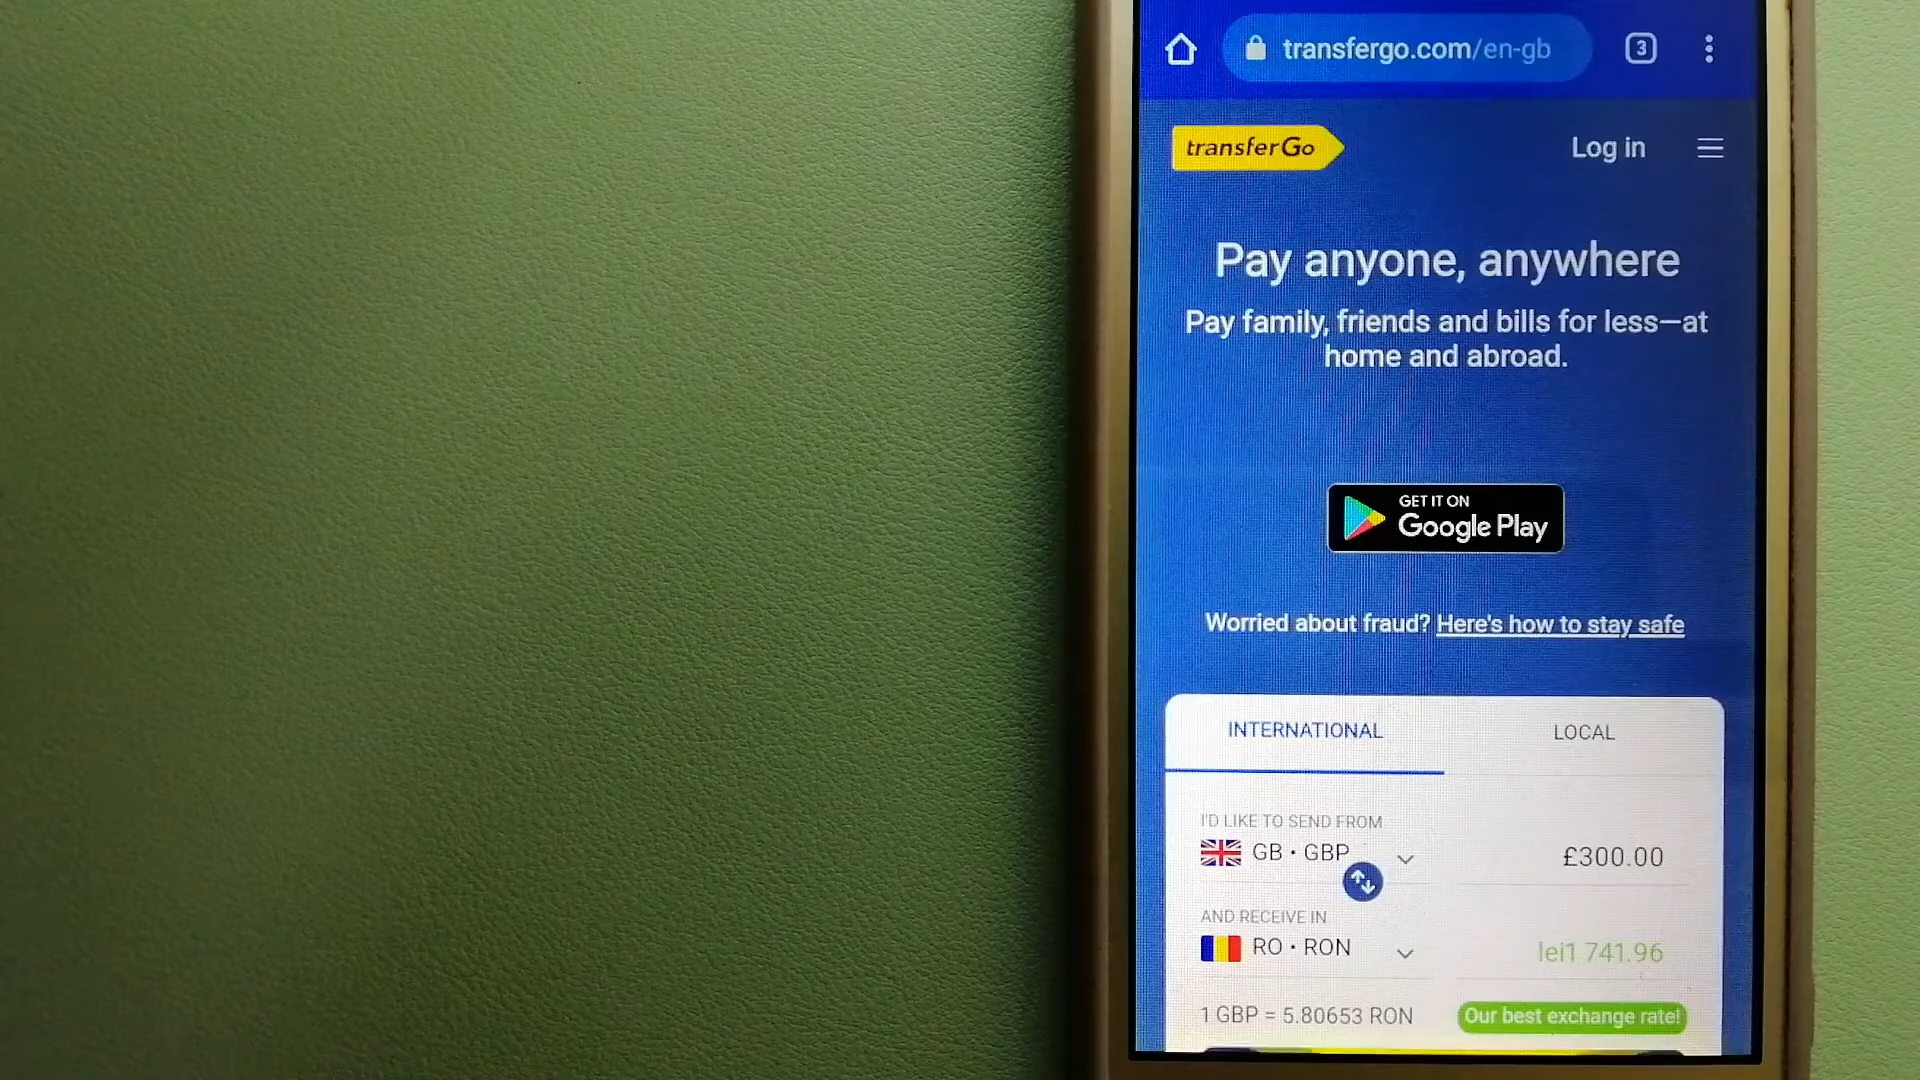 transfergo.com/en-gb
3
transferGo
Log in
Pay anyone, anywhere
Pay family, friends and bills for less—at
home and abroad.
GET IT ON
Google Play
Worried about fraud? Here's how to stay safe
INTERNATIONAL
LOCAL
I'D LIKE TO SEND FROM
GB • GBP
£300.00
AND RECEIVE IN
RO • RON
lei1 741.96
1 GBP = 5.80653 RON
Our best exchange rate!